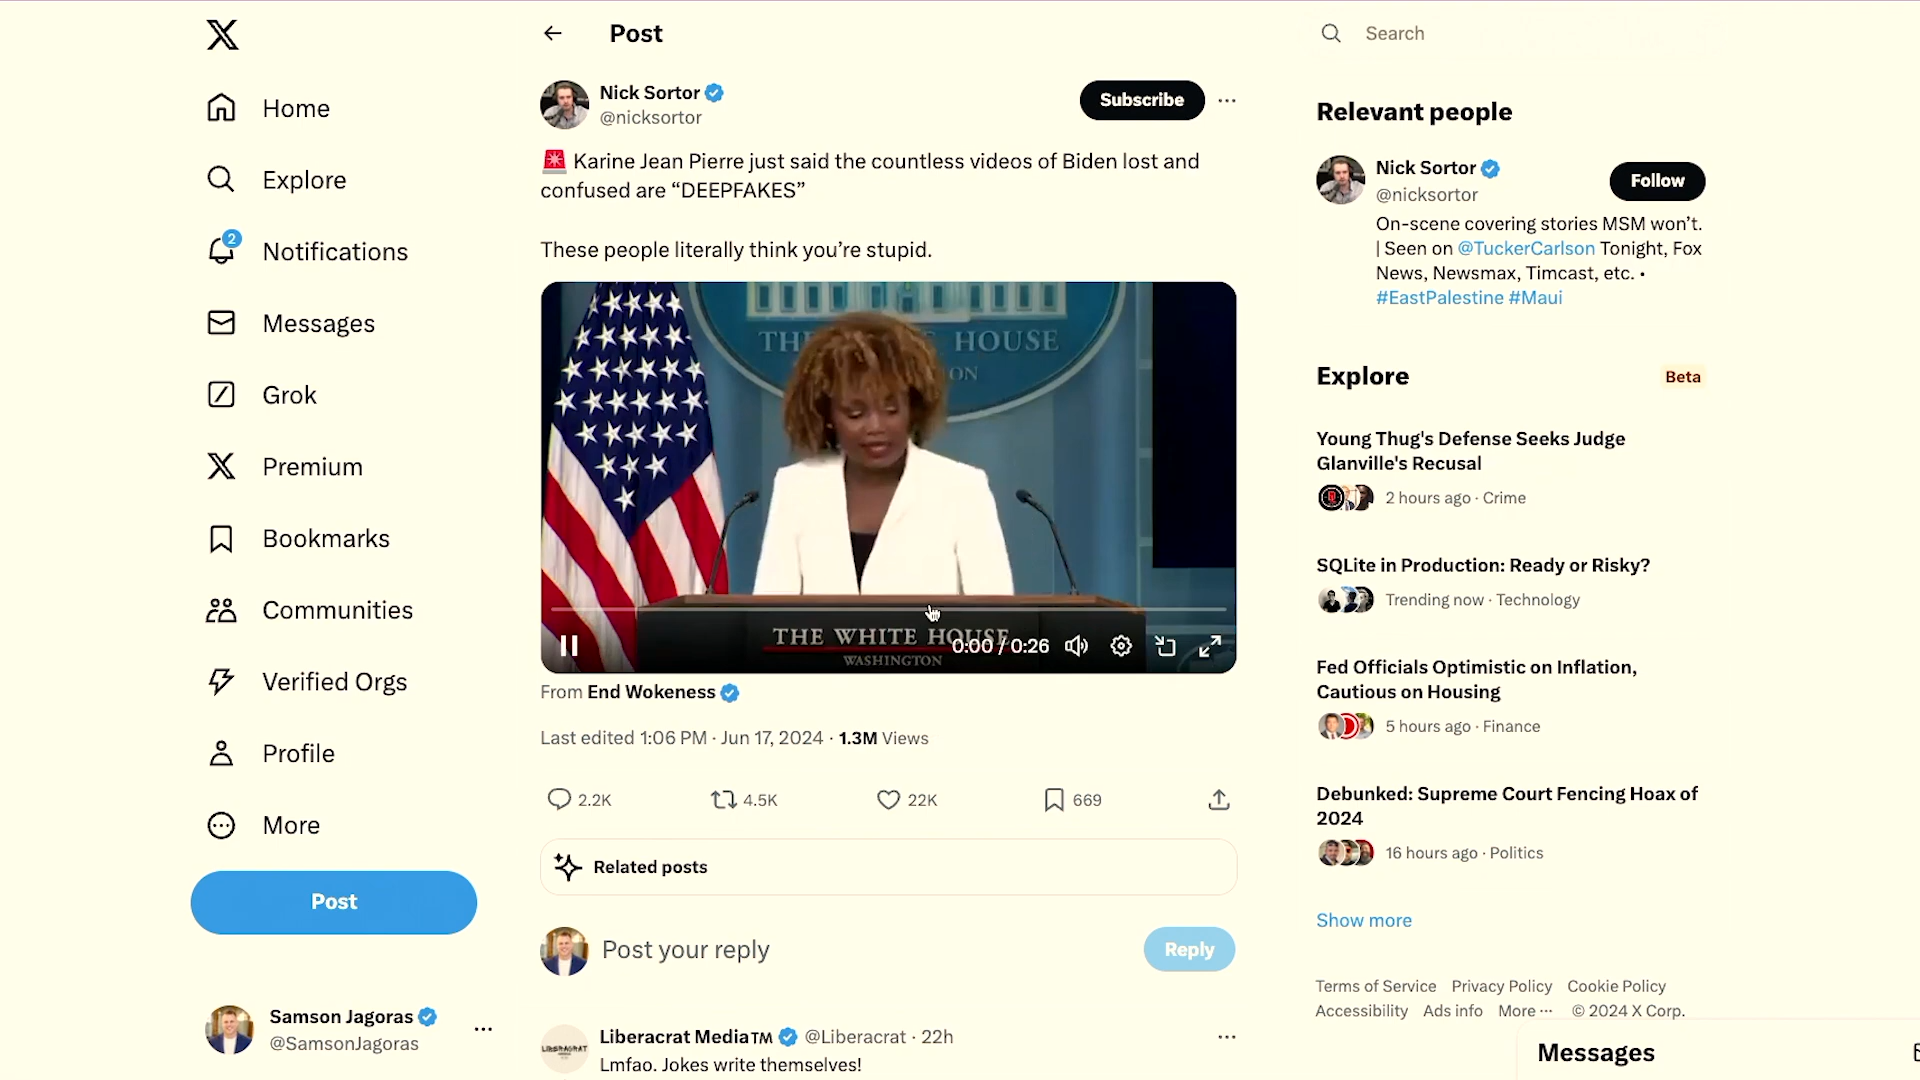 Home
Explore
2
Notifications
Messages
Grok
Premium
Bookmarks
Communities
Verified Orgs
Profile
More
Post
Samson Jagoras
@SamsonJagoras
Post
Nick Sortor
@nicksortor
Subscribe
🚨 Karine Jean Pierre just said the countless videos of Biden lost and
confused are “DEEPFAKES”
These people literally think you’re stupid.
HOUSE
THE WHITE HOUSE
WASHINGTON
0:00 / 0:26
From End Wokeness
Last edited 1:06 PM · Jun 17, 2024 · 1.3M Views
2.2K 4.5K 22K 669
Related posts
Post your reply
Reply
Liberacrat Media™ @Liberacrat · 22h
Lmfao. Jokes write themselves!
Search
Relevant people
Nick Sortor
@nicksortor
Follow
On-scene covering stories MSM won’t.
| Seen on @TuckerCarlson Tonight, Fox
News, Newsmax, Timcast, etc. •
#EastPalestine #Maui
Explore
Beta
Young Thug's Defense Seeks Judge
Glanville's Recusal
2 hours ago · Crime
SQLite in Production: Ready or Risky?
Trending now · Technology
Fed Officials Optimistic on Inflation,
Cautious on Housing
5 hours ago · Finance
Debunked: Supreme Court Fencing Hoax of
2024
16 hours ago · Politics
Show more
Terms of Service Privacy Policy Cookie Policy
Accessibility Ads info More ··· © 2024 X Corp.
Messages